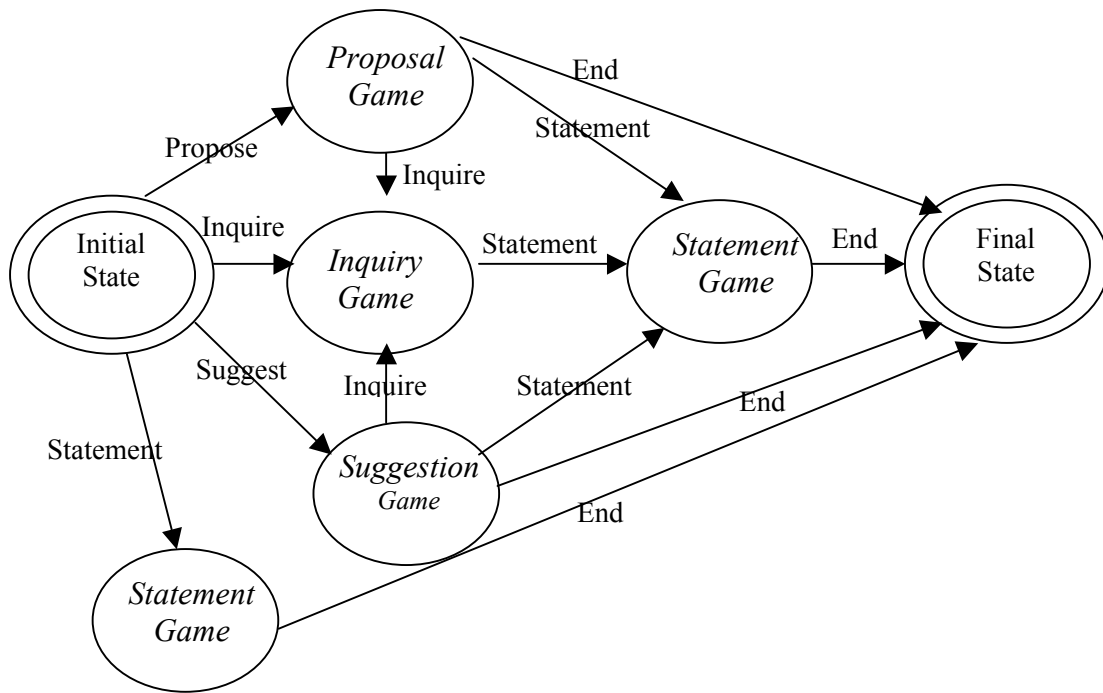 Proposal
Game
End
Statement
Propose
Inquire
Initial
State
Inquire
Inquiry
Game
Statement
Statement
Game
End
Final
State
Suggest
Inquire
Statement
End
Statement
Suggestion
Game
End
Statement
Game